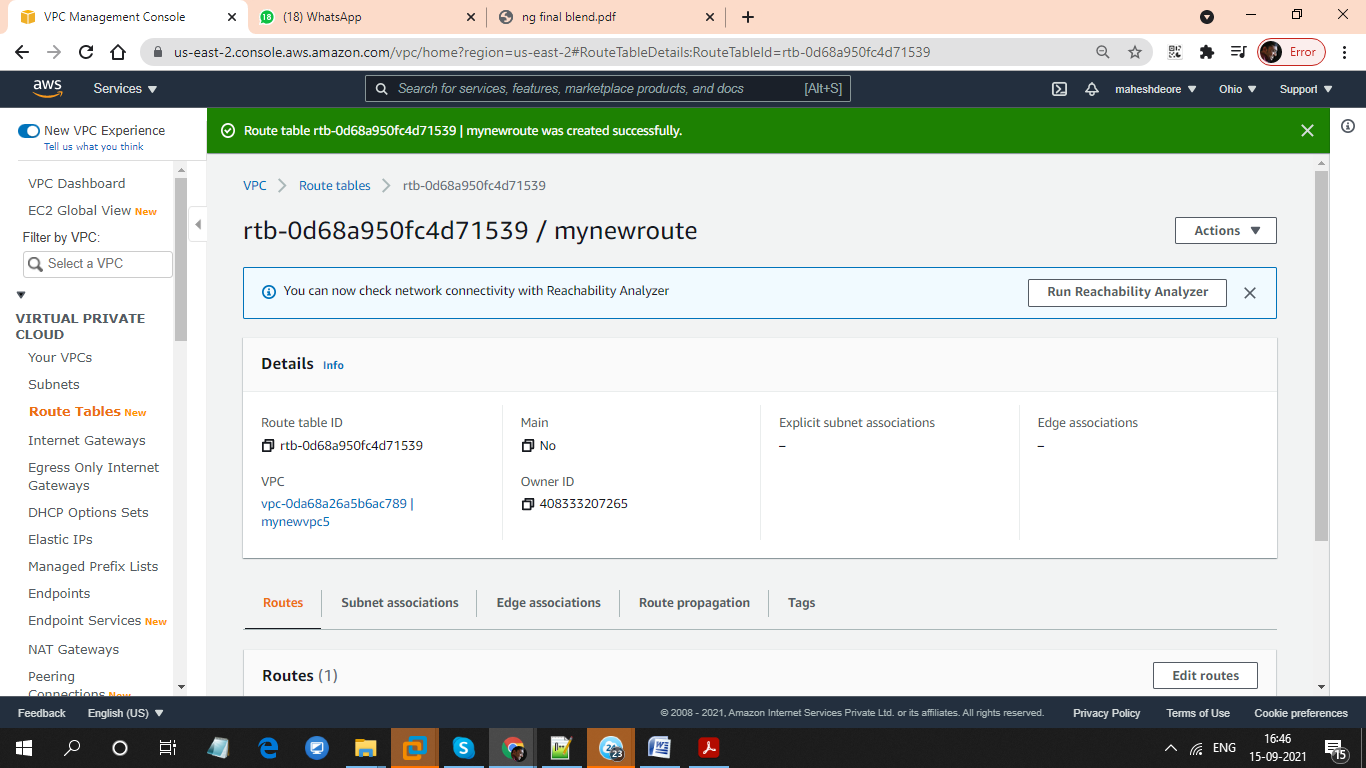 VPC Management Console
(18) WhatsApp
ng final blend.pdf
us-east-2.console.aws.amazon.com/vpc/home?region=us-east-2#RouteTableDetails:RouteTableId=rtb-0d68a950fc4d71539
Error
aws
Services
Search for services, features, marketplace products, and docs
[Alt+S]
maheshdeore
Ohio
Support
New VPC Experience
Tell us what you think
VPC Dashboard
EC2 Global View New
Filter by VPC:
Select a VPC
VIRTUAL PRIVATE
CLOUD
Your VPCs
Subnets
Route Tables New
Internet Gateways
Egress Only Internet
Gateways
DHCP Options Sets
Elastic IPs
Managed Prefix Lists
Endpoints
Endpoint Services New
NAT Gateways
Peering
Connections New
Route table rtb-0d68a950fc4d71539 | mynewroute was created successfully.
VPC
Route tables
rtb-0d68a950fc4d71539
rtb-0d68a950fc4d71539 / mynewroute
Actions
You can now check network connectivity with Reachability Analyzer
Run Reachability Analyzer
Details Info
Route table ID
rtb-0d68a950fc4d71539
VPC
vpc-0da68a26a5b6ac789 |
mynewvpc5
Main
No
Owner ID
408333207265
Explicit subnet associations
–
Edge associations
–
Routes
Subnet associations
Edge associations
Route propagation
Tags
Routes (1)
Edit routes
Feedback
English (US)
© 2008 - 2021, Amazon Internet Services Private Ltd. or its affiliates. All rights reserved.
Privacy Policy
Terms of Use
Cookie preferences
ENG
16:46
15-09-2021
15